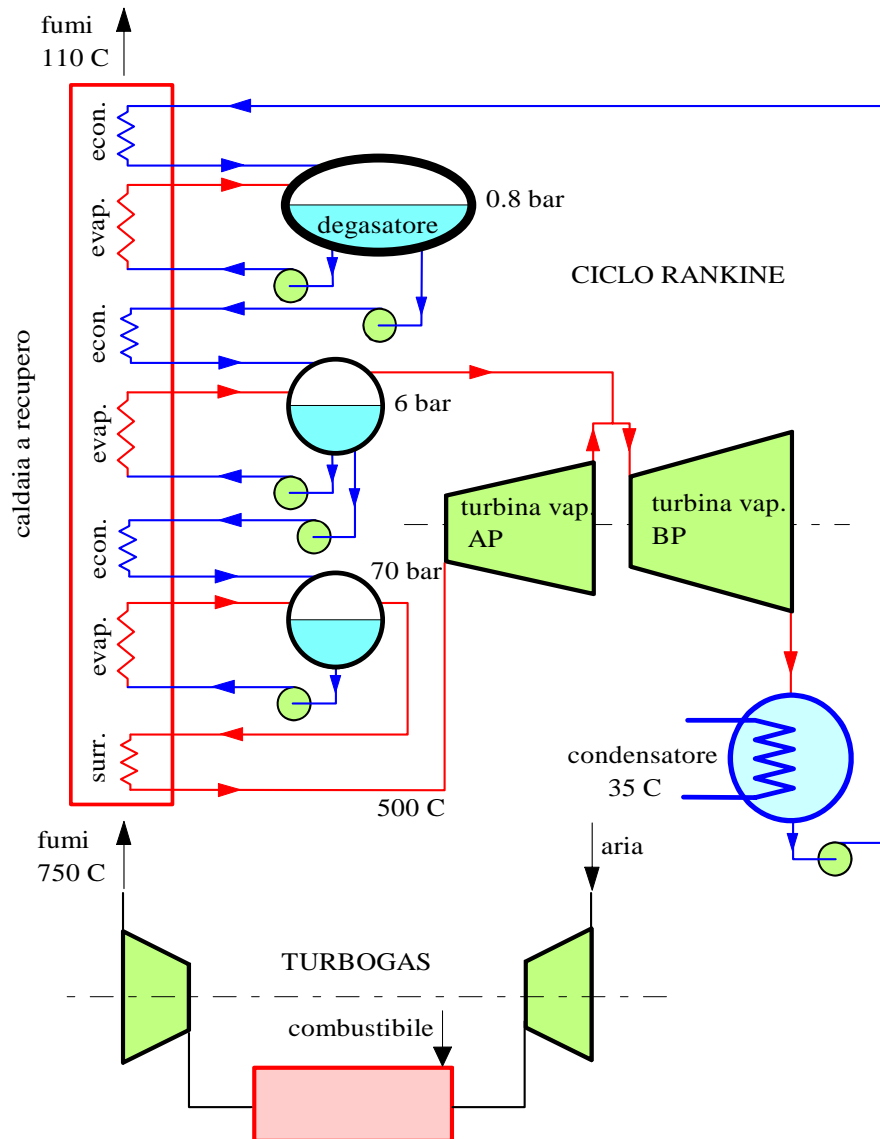 fumi
110 C
econ.
evap.
degasatore
0.8 bar
CICLO RANKINE
econ.
evap.
6 bar
caldaia a recupero
turbina vap.
AP
turbina vap.
BP
econ.
70 bar
evap.
surr.
condensatore
35 C
500 C
fumi
750 C
aria
TURBOGAS
combustibile